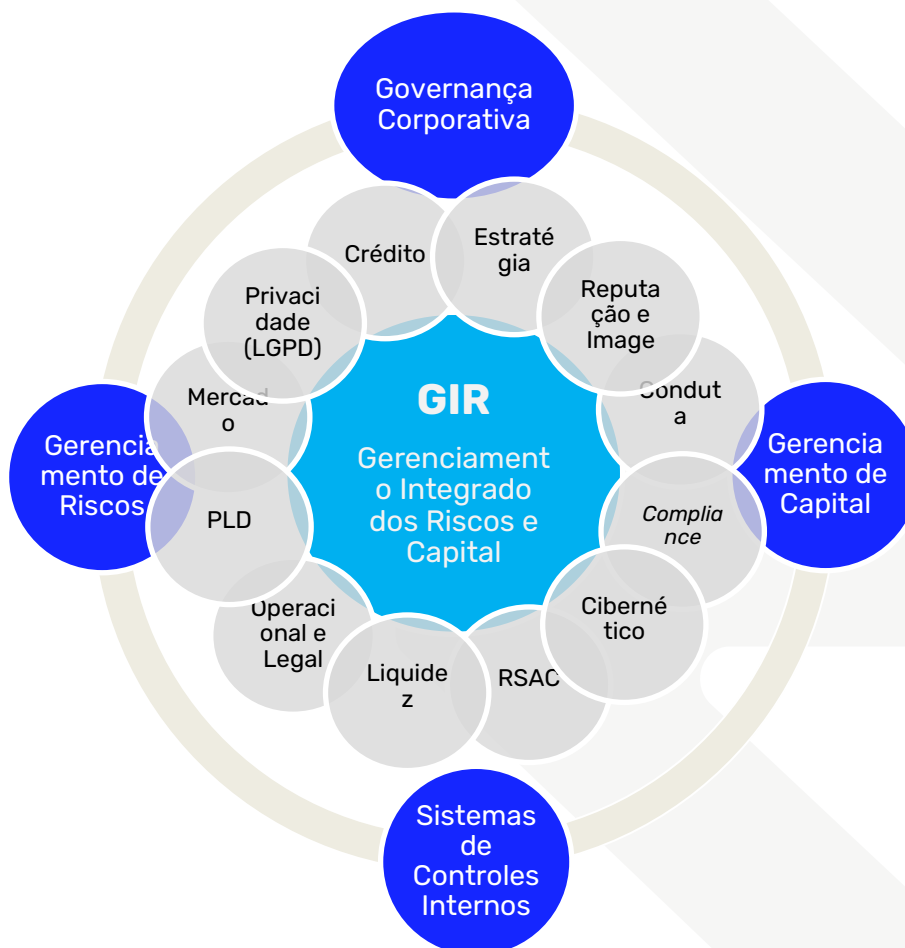 Governança
Corporativa
Crédito
Estraté
gia
Privaci
dade
(LGPD)
Reputa
ção e
Image
Mercad
o
GIR
Gerenciament
o Integrado
dos Riscos e
Capital
Condut
a
Gerencia
mento de
Riscos
Gerencia
mento de
Capital
PLD
Complia
nce
Operaci
onal e
Legal
Ciberné
tico
Liquide
z
RSAC
Sistemas
de
Controles
Internos